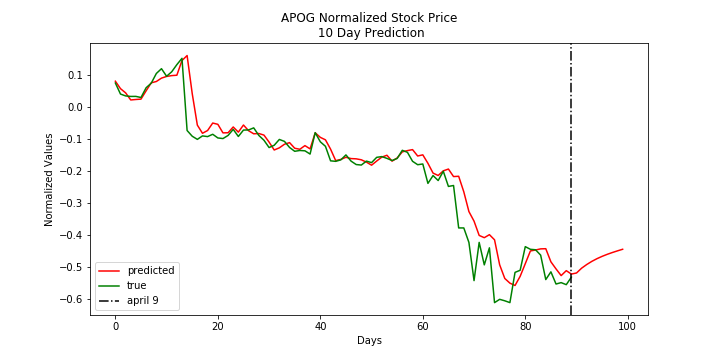 APOG Normalized Stock Price
10 Day Prediction
Normalized Values
0.1
0.0
−0.1
−0.2
−0.3
−0.4
−0.5
−0.6
predicted
true
april 9
0 20 40 60 80 100
Days